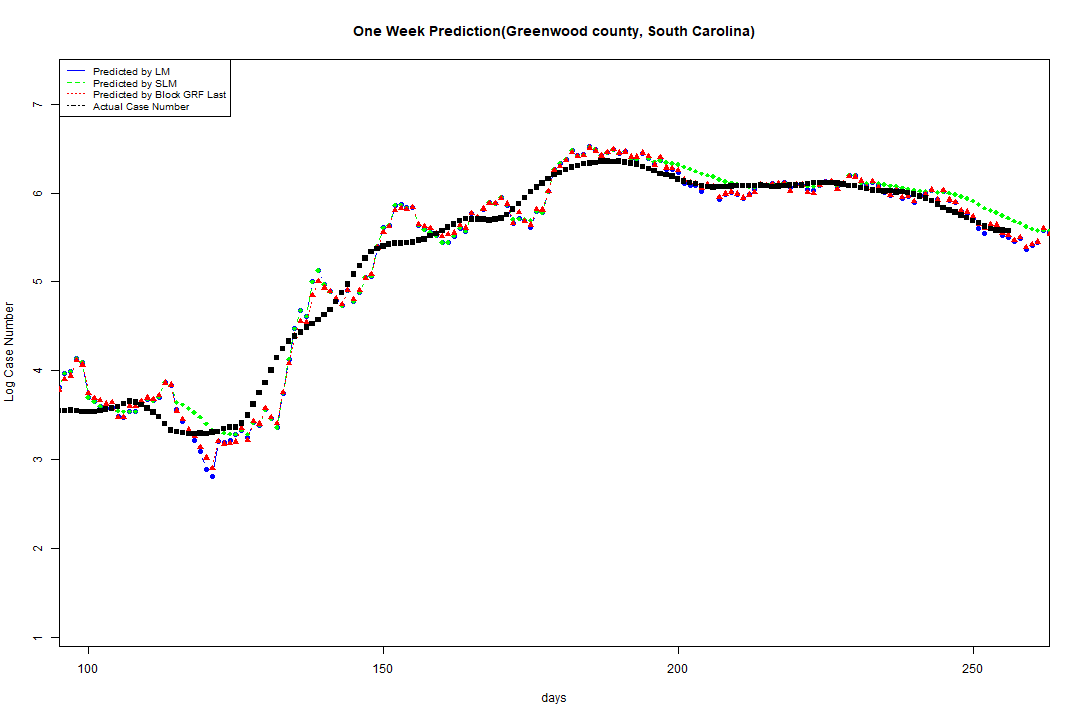 One Week Prediction(Greenwood county, South Carolina)
Predicted by LM
Predicted by SLM
Predicted by Block GRF Last
Actual Case Number
7
6
5
4
3
2
1
Log Case Number
100 150 200 250
days